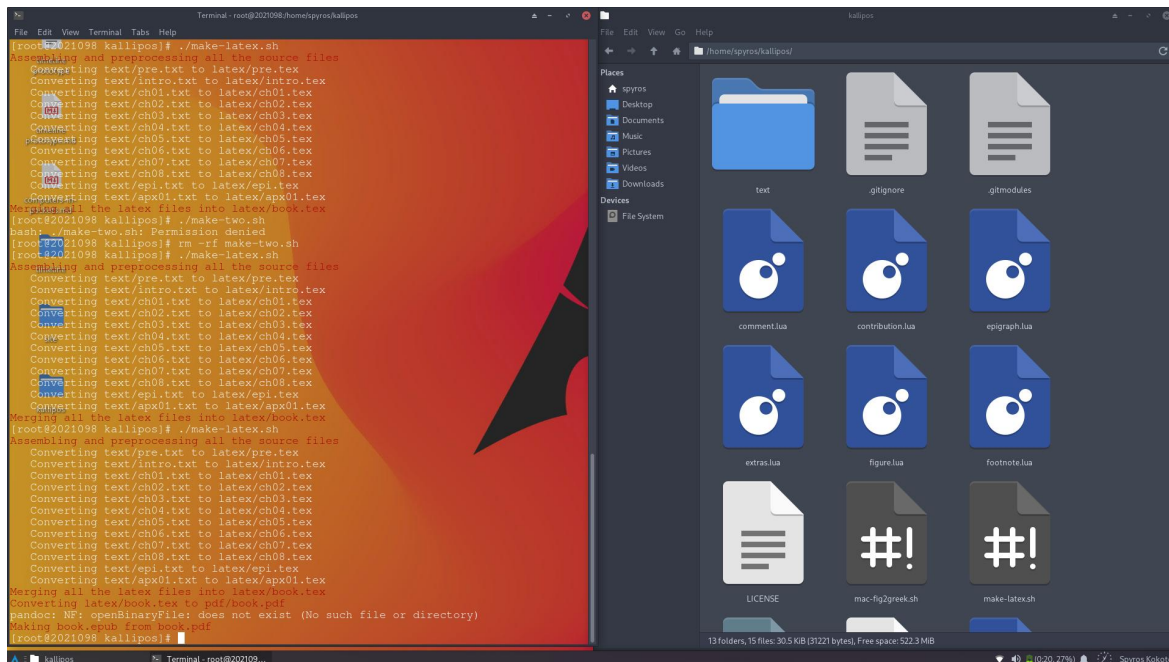 Terminal - root@2021098:/home/spyros/kallipos
File Edit View Terminal Tabs Help
[root@2021098 kallipos]# ./make-latex.sh
Assembling and preprocessing all the source files
Converting text/pre.txt to latex/pre.tex
Converting text/intro.txt to latex/intro.tex
Converting text/ch01.txt to latex/ch01.tex
Converting text/ch02.txt to latex/ch02.tex
Converting text/ch03.txt to latex/ch03.tex
Converting text/ch04.txt to latex/ch04.tex
Converting text/ch05.txt to latex/ch05.tex
Converting text/ch06.txt to latex/ch06.tex
Converting text/ch07.txt to latex/ch07.tex
Converting text/ch08.txt to latex/ch08.tex
Converting text/epi.txt to latex/epi.tex
Converting text/apx01.txt to latex/apx01.tex
Merging all the latex files into latex/book.tex
[root@2021098 kallipos]# ./make-two.sh
bash: ./make-two.sh: Permission denied
[root@2021098 kallipos]# rm -rf make-two.sh
[root@2021098 kallipos]# ./make-latex.sh
Assembling and preprocessing all the source files
Converting text/pre.txt to latex/pre.tex
Converting text/intro.txt to latex/intro.tex
Converting text/ch01.txt to latex/ch01.tex
Converting text/ch02.txt to latex/ch02.tex
Converting text/ch03.txt to latex/ch03.tex
Converting text/ch04.txt to latex/ch04.tex
Converting text/ch05.txt to latex/ch05.tex
Converting text/ch06.txt to latex/ch06.tex
Converting text/ch07.txt to latex/ch07.tex
Converting text/ch08.txt to latex/ch08.tex
Converting text/epi.txt to latex/epi.tex
Converting text/apx01.txt to latex/apx01.tex
Merging all the latex files into latex/book.tex
[root@2021098 kallipos]# ./make-latex.sh
Assembling and preprocessing all the source files
Converting text/pre.txt to latex/pre.tex
Converting text/intro.txt to latex/intro.tex
Converting text/ch01.txt to latex/ch01.tex
Converting text/ch02.txt to latex/ch02.tex
Converting text/ch03.txt to latex/ch03.tex
Converting text/ch04.txt to latex/ch04.tex
Converting text/ch05.txt to latex/ch05.tex
Converting text/ch06.txt to latex/ch06.tex
Converting text/ch07.txt to latex/ch07.tex
Converting text/ch08.txt to latex/ch08.tex
Converting text/epi.txt to latex/epi.tex
Converting text/apx01.txt to latex/apx01.tex
Merging all the latex files into latex/book.tex
Converting latex/book.tex to pdf/book.pdf
pandoc: NF: openBinaryFile: does not exist (No such file or directory)
Making book.epub from book.pdf
[root@2021098 kallipos]#
kallipos
File Edit View Go Help
/home/spyros/kallipos/
Places
spyros
Desktop
Documents
Music
Pictures
Videos
Downloads
Devices
File System
text .gitignore .gitmodules
comment.lua contribution.lua epigraph.lua
extras.lua figure.lua footnote.lua
LICENSE mac-fig2greek.sh make-latex.sh
13 folders, 15 files: 30.5 KiB (31221 bytes), Free space: 522.3 MiB
kallipos Terminal - root@202109... (0:20, 27%) Spyros Kokot